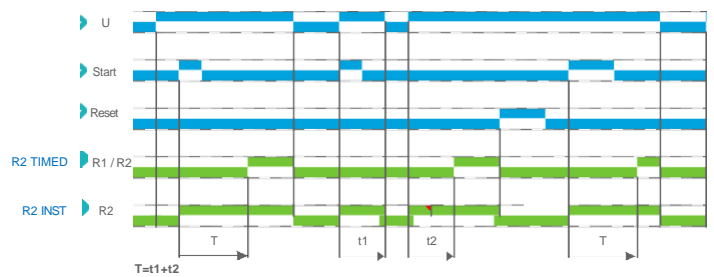 U
Start
Reset
R2 TIMED R1 / R2
R2 INST R2
T t1 t2 T
T=t1+t2